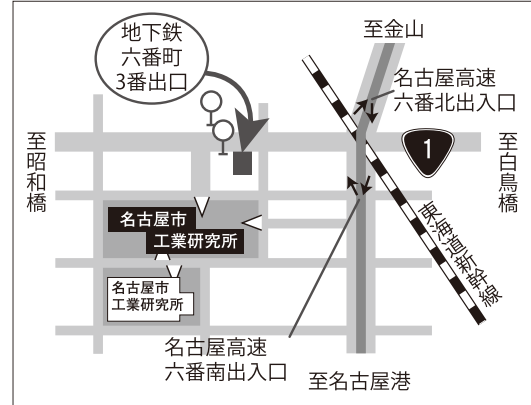 地下鉄
六番町
3番出口
至金山
名古屋高速
六番北出入口
1
至昭和橋
至白鳥橋
東海道新幹線
名古屋市
工業研究所
名古屋市
工業研究所
名古屋高速
六番南出入口
至名古屋港